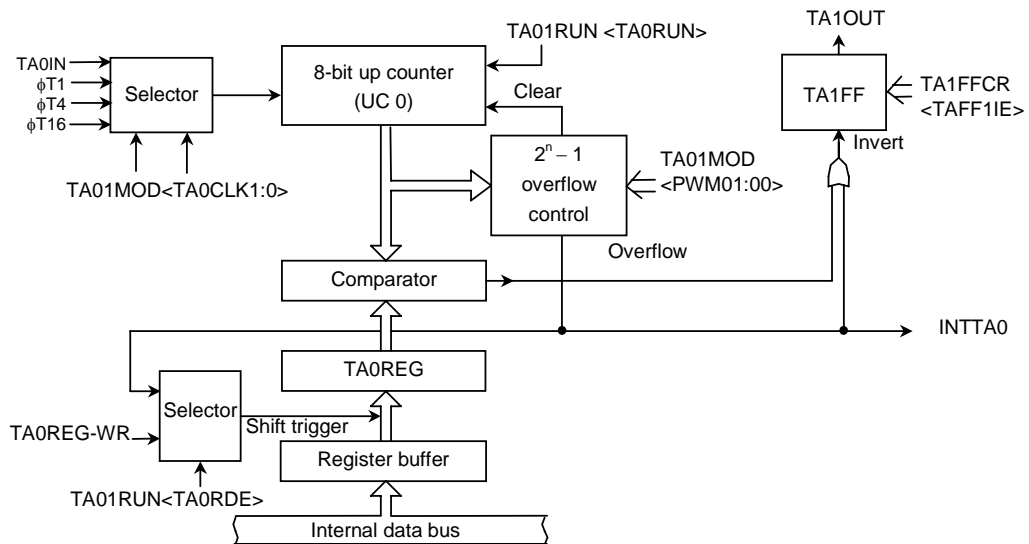 TA1OUT
TA01RUN <TA0RUN>
TA0IN
ϕT1
ϕT4
ϕT16
Selector
8-bit up counter
(UC 0)
Clear
TA1FF
TA1FFCR
<TAFF1IE>
Invert
2ⁿ – 1
overflow
control
TA01MOD
<PWM01:00>
TA01MOD<TA0CLK1:0>
Overflow
Comparator
INTTA0
TA0REG
Selector
Shift trigger
TA0REG-WR
Register buffer
TA01RUN<TA0RDE>
Internal data bus